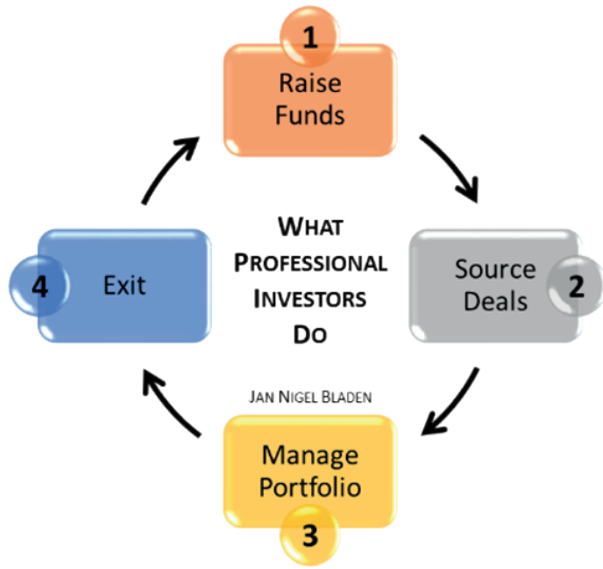 1
Raise
Funds
Source
Deals
2
Manage
Portfolio
3
4
Exit
WHAT
PROFESSIONAL
INVESTORS
DO
JAN NIGEL BLADEN